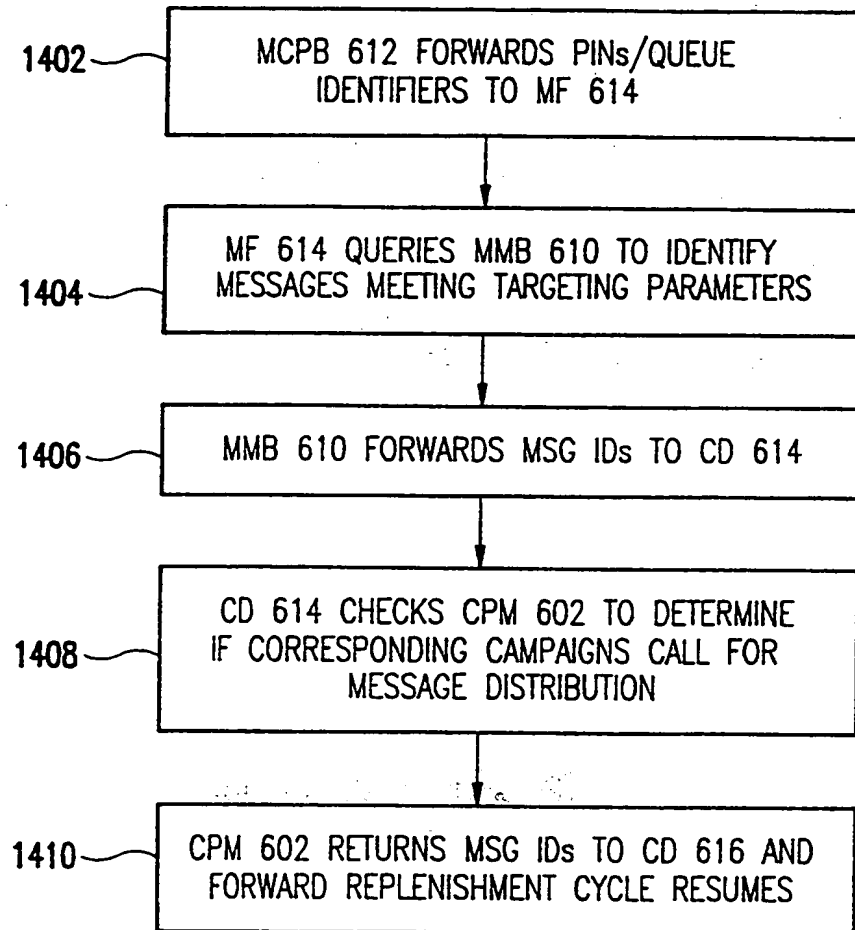 1402
MCPB 612 FORWARDS PINs/QUEUE
IDENTIFIERS TO MF 614
1404
MF 614 QUERIES MMB 610 TO IDENTIFY
MESSAGES MEETING TARGETING PARAMETERS
1406
MMB 610 FORWARDS MSG IDs TO CD 614
1408
CD 614 CHECKS CPM 602 TO DETERMINE
IF CORRESPONDING CAMPAIGNS CALL FOR
MESSAGE DISTRIBUTION
1410
CPM 602 RETURNS MSG IDs TO CD 616 AND
FORWARD REPLENISHMENT CYCLE RESUMES